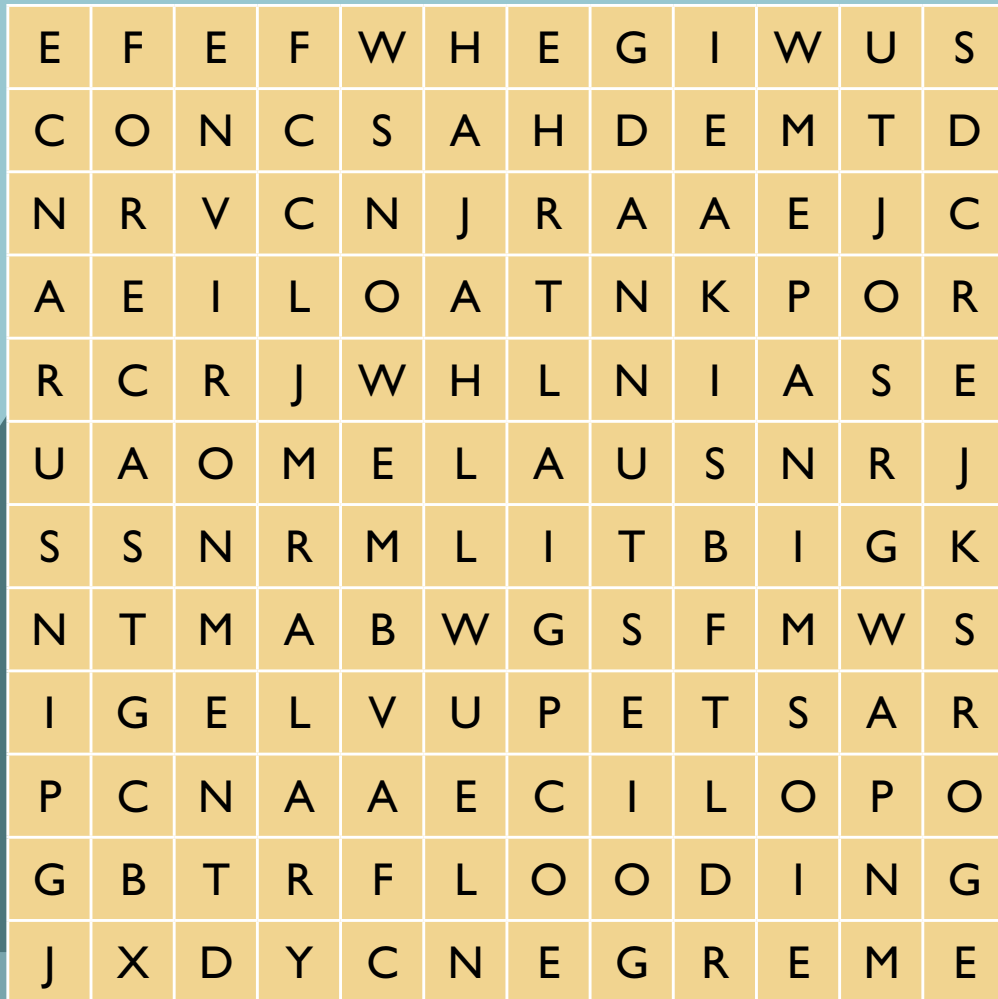 E F E F W H E G I W U S
C O N C S A H D E M T D
N R V C N J R A A E J C
A E I L O A T N K P O R
R C R J W H L N I A S E
U A O M E L A U S N R J
S S N R M L I T B I G K
N T M A B W G S F M W S
I G E L V U P E T S A R
P C N A A E C I L O P O
G B T R F L O O D I N G
J X D Y C N E G R E M E